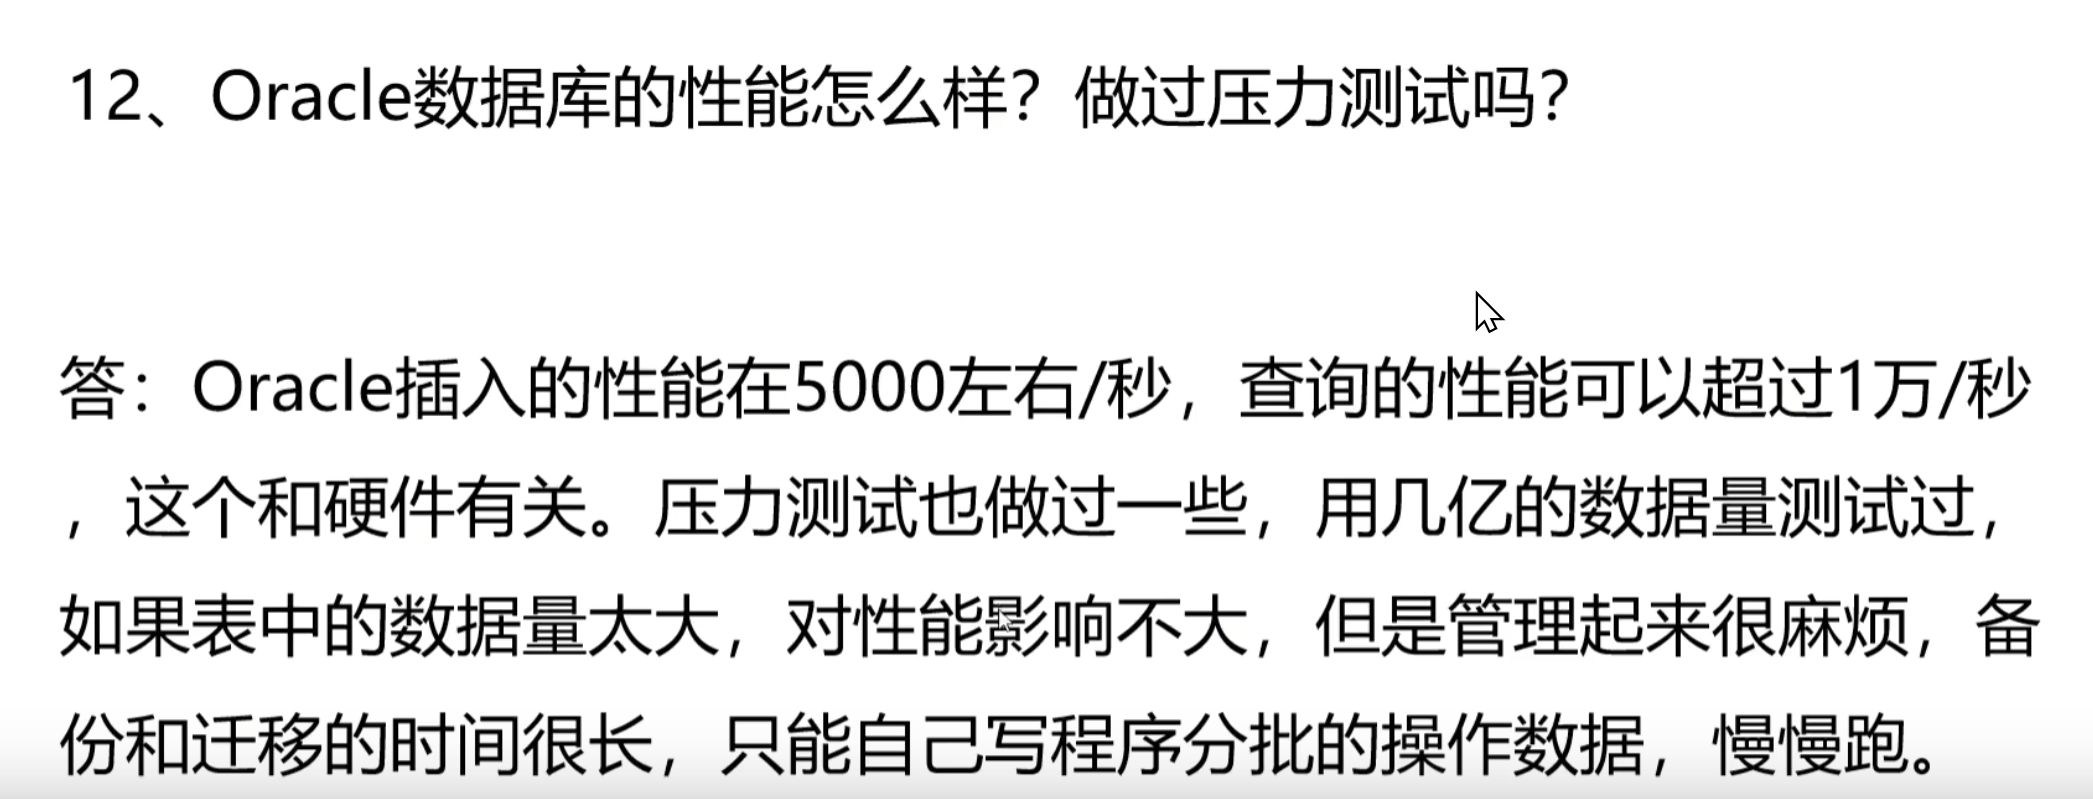 12、Oracle数据库的性能怎么样？做过压力测试吗？
答：Oracle插入的性能在5000左右/秒，查询的性能可以超过1万/秒
，这个和硬件有关。压力测试也做过一些，用几亿的数据量测试过，
如果表中的数据量太大，对性能影响不大，但是管理起来很麻烦，备
份和迁移的时间很长，只能自己写程序分批的操作数据，慢慢跑。